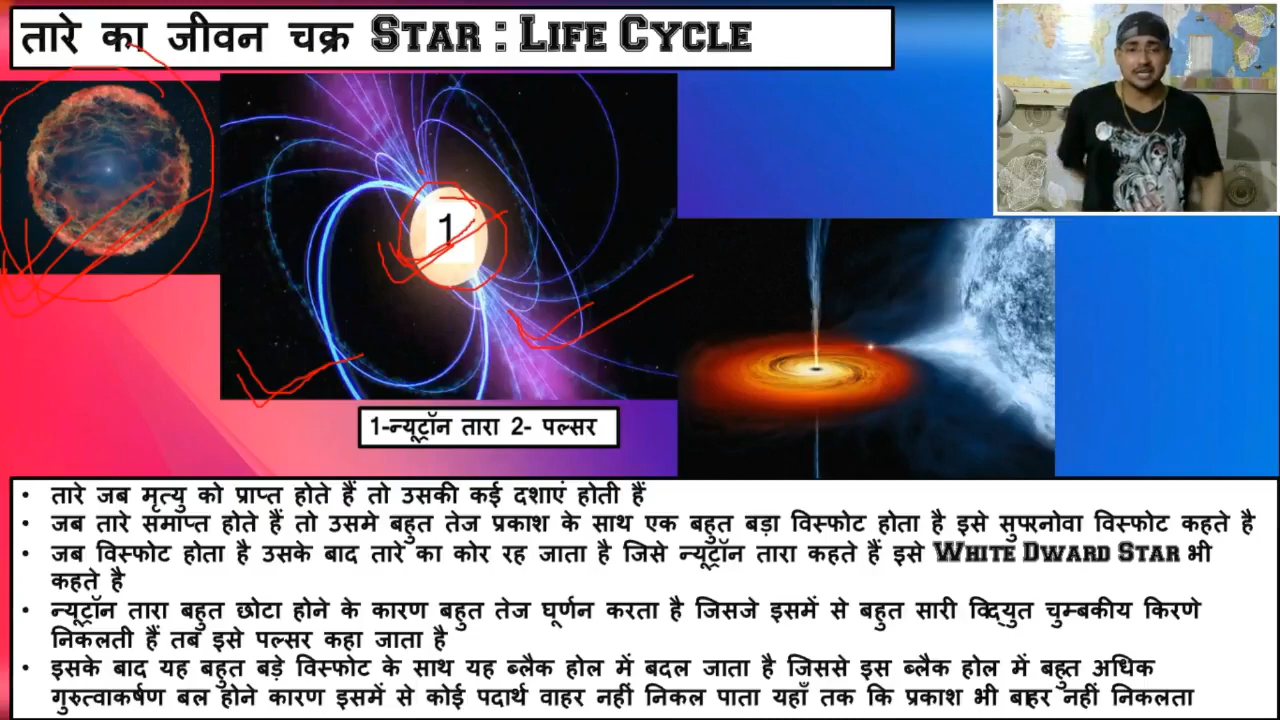 तारे का जीवन चक्र STAR : LIFE CYCLE
1
1-न्यूट्रॉन तारा 2- पल्सर
• तारे जब मृत्यु को प्राप्त होते हैं तो उसकी कई दशाएं होती हैं
• जब तारे समाप्त होते हैं तो उसमे बहुत तेज प्रकाश के साथ एक बहुत बड़ा विस्फोट होता है इसे सुपरनोवा विस्फोट कहते है
• जब विस्फोट होता है उसके बाद तारे का कोर रह जाता है जिसे न्यूट्रॉन तारा कहते हैं इसे WHITE DWARD STAR भी
कहते है
• न्यूट्रॉन तारा बहुत छोटा होने के कारण बहुत तेज घूर्णन करता है जिसजे इसमें से बहुत सारी विद्युत चुम्बकीय किरणे
निकलती हैं तब इसे पल्सर कहा जाता है
• इसके बाद यह बहुत बड़े विस्फोट के साथ यह ब्लैक होल में बदल जाता है जिससे इस ब्लैक होल में बहुत अधिक
गुरुत्वाकर्षण बल होने कारण इसमें से कोई पदार्थ वाहर नहीं निकल पाता यहाँ तक कि प्रकाश भी बाहर नहीं निकलता